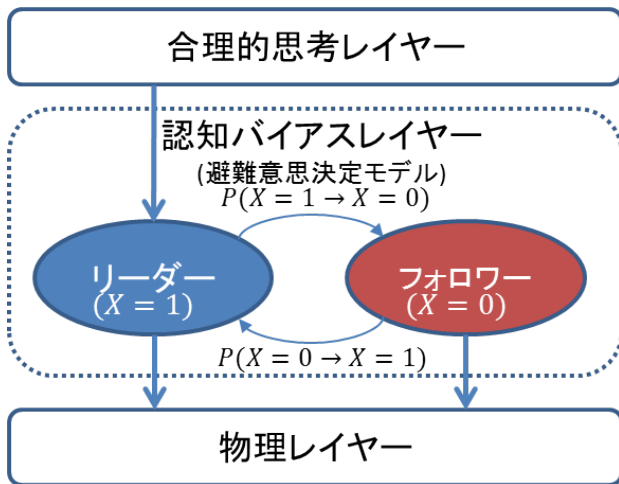 合理的思考レイヤー
認知バイアスレイヤー
(避難意思決定モデル)
P(X = 1 → X = 0)
リーダー
(X = 1)
フォロワー
(X = 0)
P(X = 0 → X = 1)
物理レイヤー